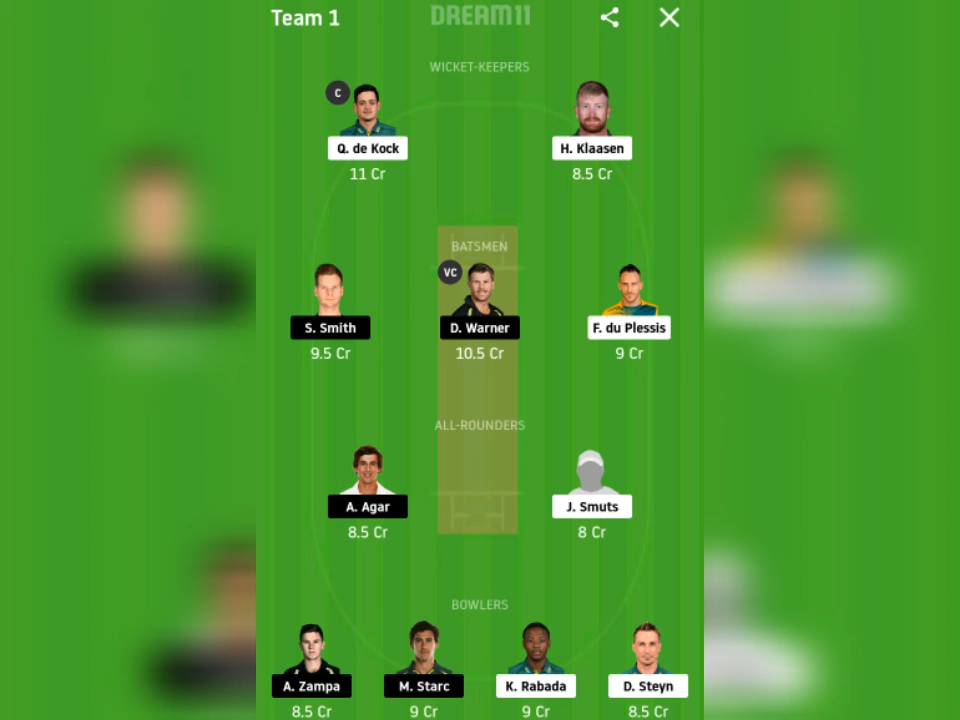 Team 1
DREAM11
WICKET-KEEPERS
C
Q. de Kock
H. Klaasen
11 Cr
8.5 Cr
BATSMEN
VC
S. Smith
D. Warner
F. du Plessis
9.5 Cr
10.5 Cr
9 Cr
ALL-ROUNDERS
A. Agar
J. Smuts
8.5 Cr
8 Cr
BOWLERS
A. Zampa
M. Starc
K. Rabada
D. Steyn
8.5 Cr
9 Cr
9 Cr
8.5 Cr